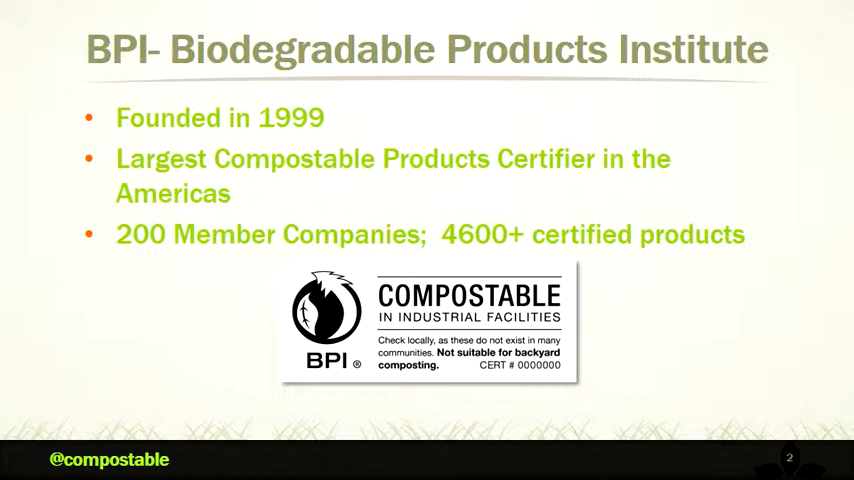 BPI- Biodegradable Products Institute
• Founded in 1999
• Largest Compostable Products Certifier in the
Americas
• 200 Member Companies;  4600+ certified products
BPI ®
COMPOSTABLE
IN INDUSTRIAL FACILITIES
Check locally, as these do not exist in many
communities. Not suitable for backyard
composting. CERT # 0000000
@compostable
2